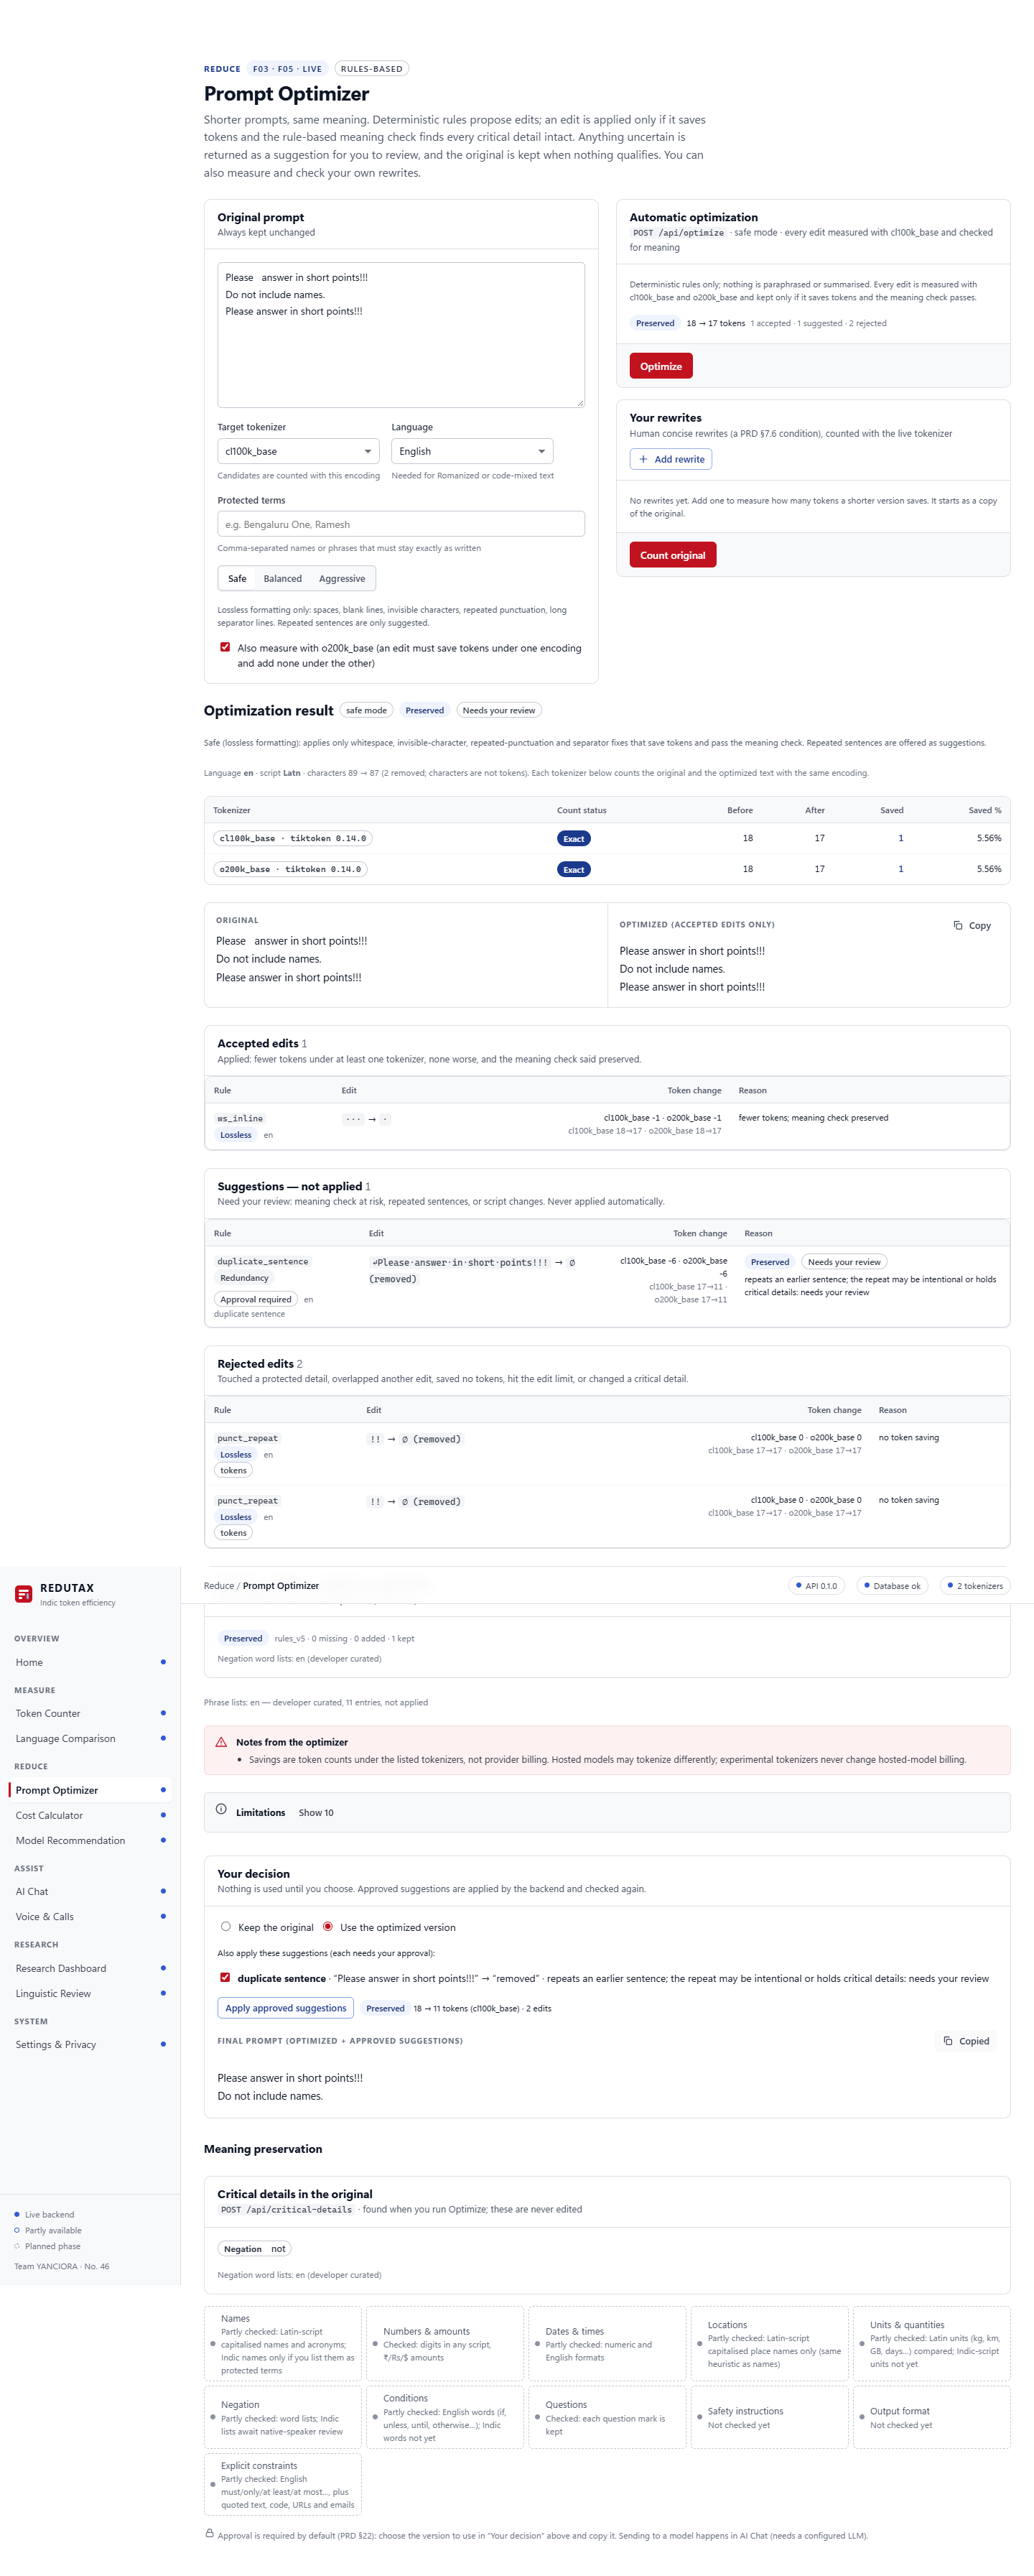 REDUCE F03 · F05 · LIVE RULES-BASED
Prompt Optimizer
Shorter prompts, same meaning. Deterministic rules propose edits; an edit is applied only if it saves
tokens and the rule-based meaning check finds every critical detail intact. Anything uncertain is
returned as a suggestion for you to review, and the original is kept when nothing qualifies. You can
also measure and check your own rewrites.
Original prompt
Always kept unchanged
Please   answer in short points!!!
Do not include names.
Please answer in short points!!!
Target tokenizer
cl100k_base
Candidates are counted with this encoding
Language
English
Needed for Romanized or code-mixed text
Protected terms
e.g. Bengaluru One, Ramesh
Comma-separated names or phrases that must stay exactly as written
Safe Balanced Aggressive
Lossless formatting only: spaces, blank lines, invisible characters, repeated punctuation, long
separator lines. Repeated sentences are only suggested.
Also measure with o200k_base (an edit must save tokens under one encoding
and add none under the other)
Automatic optimization
POST /api/optimize · safe mode · every edit measured with cl100k_base and checked
for meaning
Deterministic rules only; nothing is paraphrased or summarised. Every edit is measured with
cl100k_base and o200k_base and kept only if it saves tokens and the meaning check passes.
Preserved 18 → 17 tokens 1 accepted · 1 suggested · 2 rejected
Optimize
Your rewrites
Human concise rewrites (a PRD §7.6 condition), counted with the live tokenizer
+ Add rewrite
No rewrites yet. Add one to measure how many tokens a shorter version saves. It starts as a copy
of the original.
Count original
Optimization result safe mode Preserved Needs your review
Safe (lossless formatting): applies only whitespace, invisible-character, repeated-punctuation and separator fixes that save tokens and pass the meaning check. Repeated sentences are offered as suggestions.
Language en · script Latn · characters 89 → 87 (2 removed; characters are not tokens). Each tokenizer below counts the original and the optimized text with the same encoding.
Tokenizer Count status Before After Saved Saved %
cl100k_base · tiktoken 0.14.0 Exact 18 17 1 5.56%
o200k_base · tiktoken 0.14.0 Exact 18 17 1 5.56%
ORIGINAL
Please   answer in short points!!!
Do not include names.
Please answer in short points!!!
OPTIMIZED (ACCEPTED EDITS ONLY) Copy
Please answer in short points!!!
Do not include names.
Please answer in short points!!!
Accepted edits 1
Applied: fewer tokens under at least one tokenizer, none worse, and the meaning check said preserved.
Rule Edit Token change Reason
ws_inline ··· → · cl100k_base -1 · o200k_base -1 fewer tokens; meaning check preserved
Lossless en cl100k_base 18→17 · o200k_base 18→17
Suggestions — not applied 1
Need your review: meaning check at risk, repeated sentences, or script changes. Never applied automatically.
Rule Edit Token change Reason
duplicate_sentence
Redundancy
Approval required en
duplicate sentence
⏎Please·answer·in·short·points!!! → ∅
(removed)
cl100k_base -6 · o200k_base
-6
cl100k_base 17→11 ·
o200k_base 17→11
Preserved Needs your review
repeats an earlier sentence; the repeat may be intentional or holds
critical details: needs your review
Rejected edits 2
Touched a protected detail, overlapped another edit, saved no tokens, hit the edit limit, or changed a critical detail.
Rule Edit Token change Reason
punct_repeat !! → ∅ (removed) cl100k_base 0 · o200k_base 0 no token saving
Lossless en cl100k_base 17→17 · o200k_base 17→17
tokens
punct_repeat !! → ∅ (removed) cl100k_base 0 · o200k_base 0 no token saving
Lossless en cl100k_base 17→17 · o200k_base 17→17
tokens
REDUTAX
Indic token efficiency
OVERVIEW
Home
MEASURE
Token Counter
Language Comparison
REDUCE
Prompt Optimizer
Cost Calculator
Model Recommendation
ASSIST
AI Chat
Voice & Calls
RESEARCH
Research Dashboard
Linguistic Review
SYSTEM
Settings & Privacy
Live backend
Partly available
Planned phase
Team YANCIORA · No. 46
Reduce / Prompt Optimizer API 0.1.0 Database ok 2 tokenizers
Preserved rules_v5 · 0 missing · 0 added · 1 kept
Negation word lists: en (developer curated)
Phrase lists: en — developer curated, 11 entries, not applied
Notes from the optimizer
• Savings are token counts under the listed tokenizers, not provider billing. Hosted models may tokenize differently; experimental tokenizers never change hosted-model billing.
Limitations Show 10
Your decision
Nothing is used until you choose. Approved suggestions are applied by the backend and checked again.
Keep the original Use the optimized version
Also apply these suggestions (each needs your approval):
duplicate sentence · “Please answer in short points!!!” → “removed” · repeats an earlier sentence; the repeat may be intentional or holds critical details: needs your review
Apply approved suggestions Preserved 18 → 11 tokens (cl100k_base) · 2 edits
FINAL PROMPT (OPTIMIZED + APPROVED SUGGESTIONS) Copied
Please answer in short points!!!
Do not include names.
Meaning preservation
Critical details in the original
POST /api/critical-details · found when you run Optimize; these are never edited
Negation not
Negation word lists: en (developer curated)
Names
Partly checked: Latin-script
capitalised names and acronyms;
Indic names only if you list them as
protected terms
Numbers & amounts
Checked: digits in any script,
₹/Rs/$ amounts
Dates & times
Partly checked: numeric and
English formats
Locations
Partly checked: Latin-script
capitalised place names only (same
heuristic as names)
Units & quantities
Partly checked: Latin units (kg, km,
GB, days...) compared; Indic-script
units not yet
Negation
Partly checked: word lists; Indic
lists await native-speaker review
Conditions
Partly checked: English words (if,
unless, until, otherwise...); Indic
words not yet
Questions
Checked: each question mark is
kept
Safety instructions
Not checked yet
Output format
Not checked yet
Explicit constraints
Partly checked: English
must/only/at least/at most..., plus
quoted text, code, URLs and emails
Approval is required by default (PRD §22): choose the version to use in “Your decision” above and copy it. Sending to a model happens in AI Chat (needs a configured LLM).